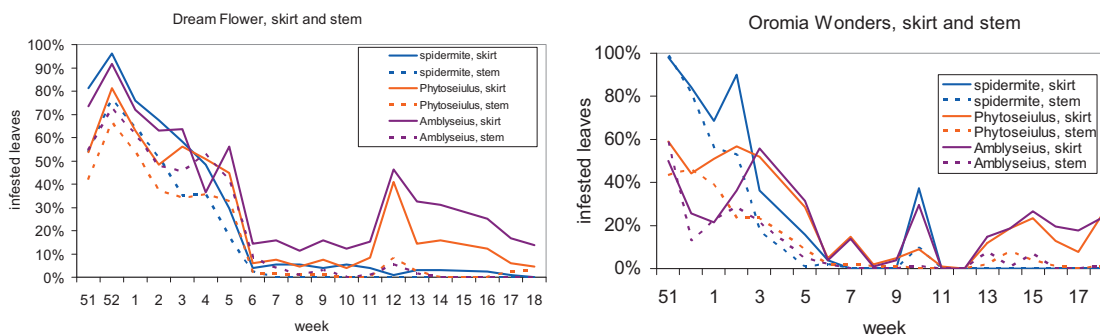 Dream Flower, skirt and stem
100%
90%
80%
70%
60%
50%
40%
30%
20%
10%
0%
infested leaves
spidermite, skirt
spidermite, stem
Phytoseiulus, skirt
Phytoseiulus, stem
Amblyseius, skirt
Amblyseius, stem
51 52 1 2 3 4 5 6 7 8 9 10 11 12 13 14 15 16 17 18
week
Oromia Wonders, skirt and stem
100%
80%
60%
40%
20%
0%
infested leaves
spidermite, skirt
spidermite, stem
Phytoseiulus, skirt
Phytoseiulus, stem
Amblyseius, skirt
Amblyseius, stem
51 1 3 5 7 9 11 13 15 17
week